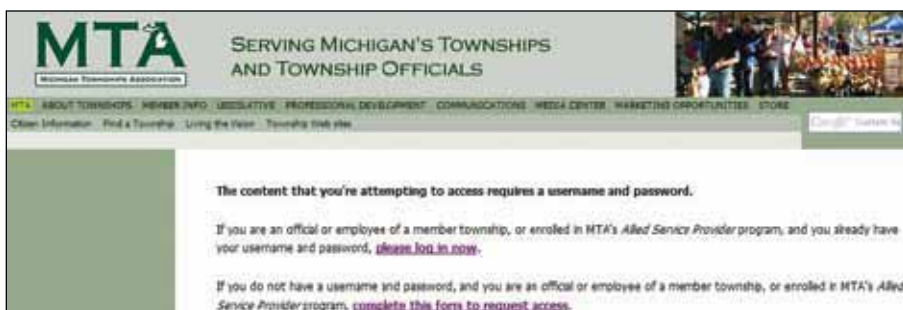 MTA
MICHIGAN TOWNSHIPS ASSOCIATION
SERVING MICHIGAN'S TOWNSHIPS
AND TOWNSHIP OFFICIALS
MTA ABOUT TOWNSHIPS MEMBER INFO LEGISLATIVE PROFESSIONAL DEVELOPMENT COMMUNICATIONS MEDIA CENTER MARKETING OPPORTUNITIES STORE
Citizen Information Find a Township Living the Vision Township Web sites
Google™ Custom
The content that you're attempting to access requires a username and password.
If you are an official or employee of a member township, or enrolled in MTA's Allied Service Provider program, and you already have
your username and password, please log in now.
If you do not have a username and password, and you are an official or employee of a member township, or enrolled in MTA's Allied
Service Provider program, complete this form to request access.